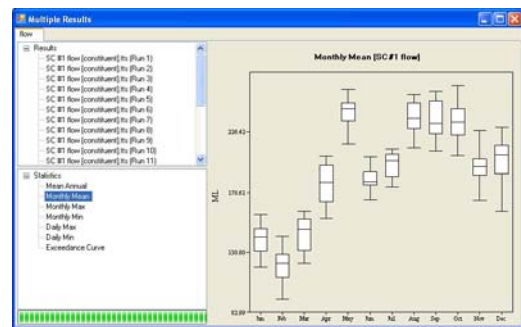 Multiple Results
flow
Results
SC #1 flow [constituent].tts (Run 1)
SC #1 flow [constituent].tts (Run 2)
SC #1 flow [constituent].tts (Run 3)
SC #1 flow [constituent].tts (Run 4)
SC #1 flow [constituent].tts (Run 5)
SC #1 flow [constituent].tts (Run 6)
SC #1 flow [constituent].tts (Run 7)
SC #1 flow [constituent].tts (Run 8)
SC #1 flow [constituent].tts (Run 9)
SC #1 flow [constituent].tts (Run 10)
SC #1 flow [constituent].tts (Run 11)
Statistics
Mean Annual
Monthly Mean
Monthly Max
Monthly Min
Daily Max
Daily Min
Exceedance Curve
Monthly Mean [SC #1 flow]
ML
Jan Feb Mar Apr May Jun Jul Aug Sep Oct Nov Dec